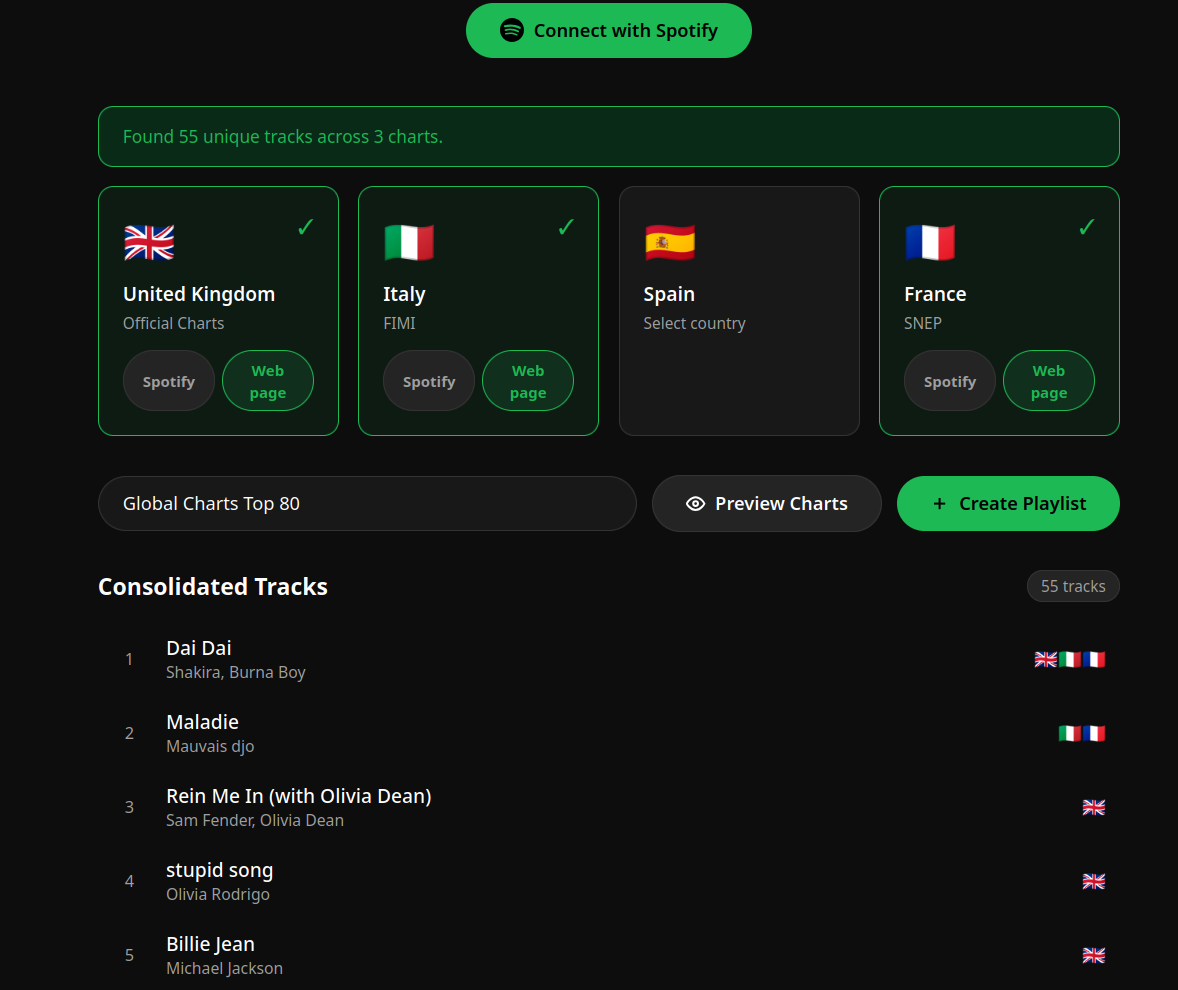 Connect with Spotify
Found 55 unique tracks across 3 charts.
United Kingdom
Official Charts
Spotify
Web
page
Italy
FIMI
Spotify
Web
page
Spain
Select country
France
SNEP
Spotify
Web
page
Global Charts Top 80
Preview Charts
+ Create Playlist
Consolidated Tracks
55 tracks
1
Dai Dai
Shakira, Burna Boy
2
Maladie
Mauvais djo
3
Rein Me In (with Olivia Dean)
Sam Fender, Olivia Dean
4
stupid song
Olivia Rodrigo
5
Billie Jean
Michael Jackson